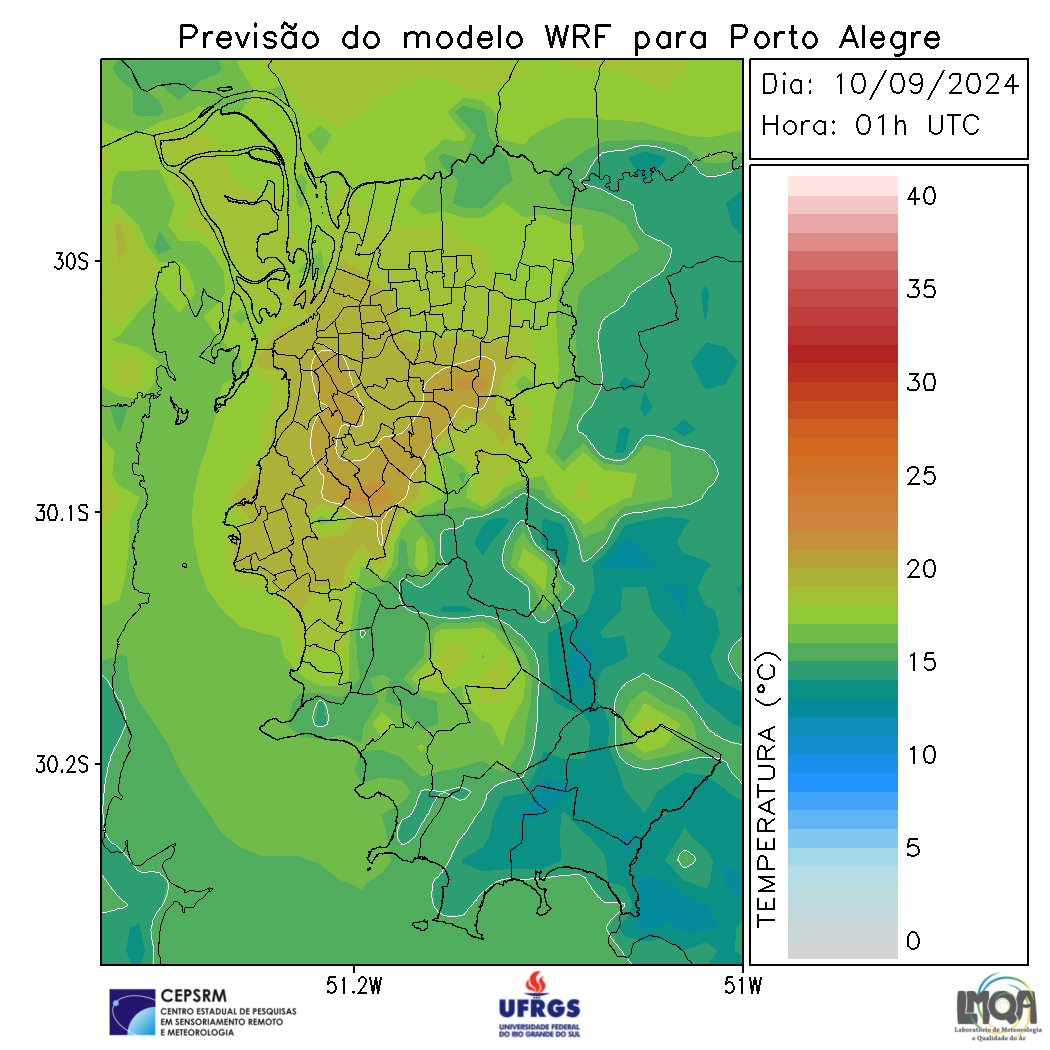 Previsão do modelo WRF para Porto Alegre
Dia: 10/09/2024
Hora: 01h UTC
40
35
30
25
20
15
10
5
0
TEMPERATURA (°C)
30S
30.1S
30.2S
51.2W
51W
CEPSRM
CENTRO ESTADUAL DE PESQUISAS
EM SENSORIAMENTO REMOTO
E METEOROLOGIA
UFRGS
UNIVERSIDADE FEDERAL
DO RIO GRANDE DO SUL
LMQA
Laboratório de Meteorologia
e Qualidade do Ar